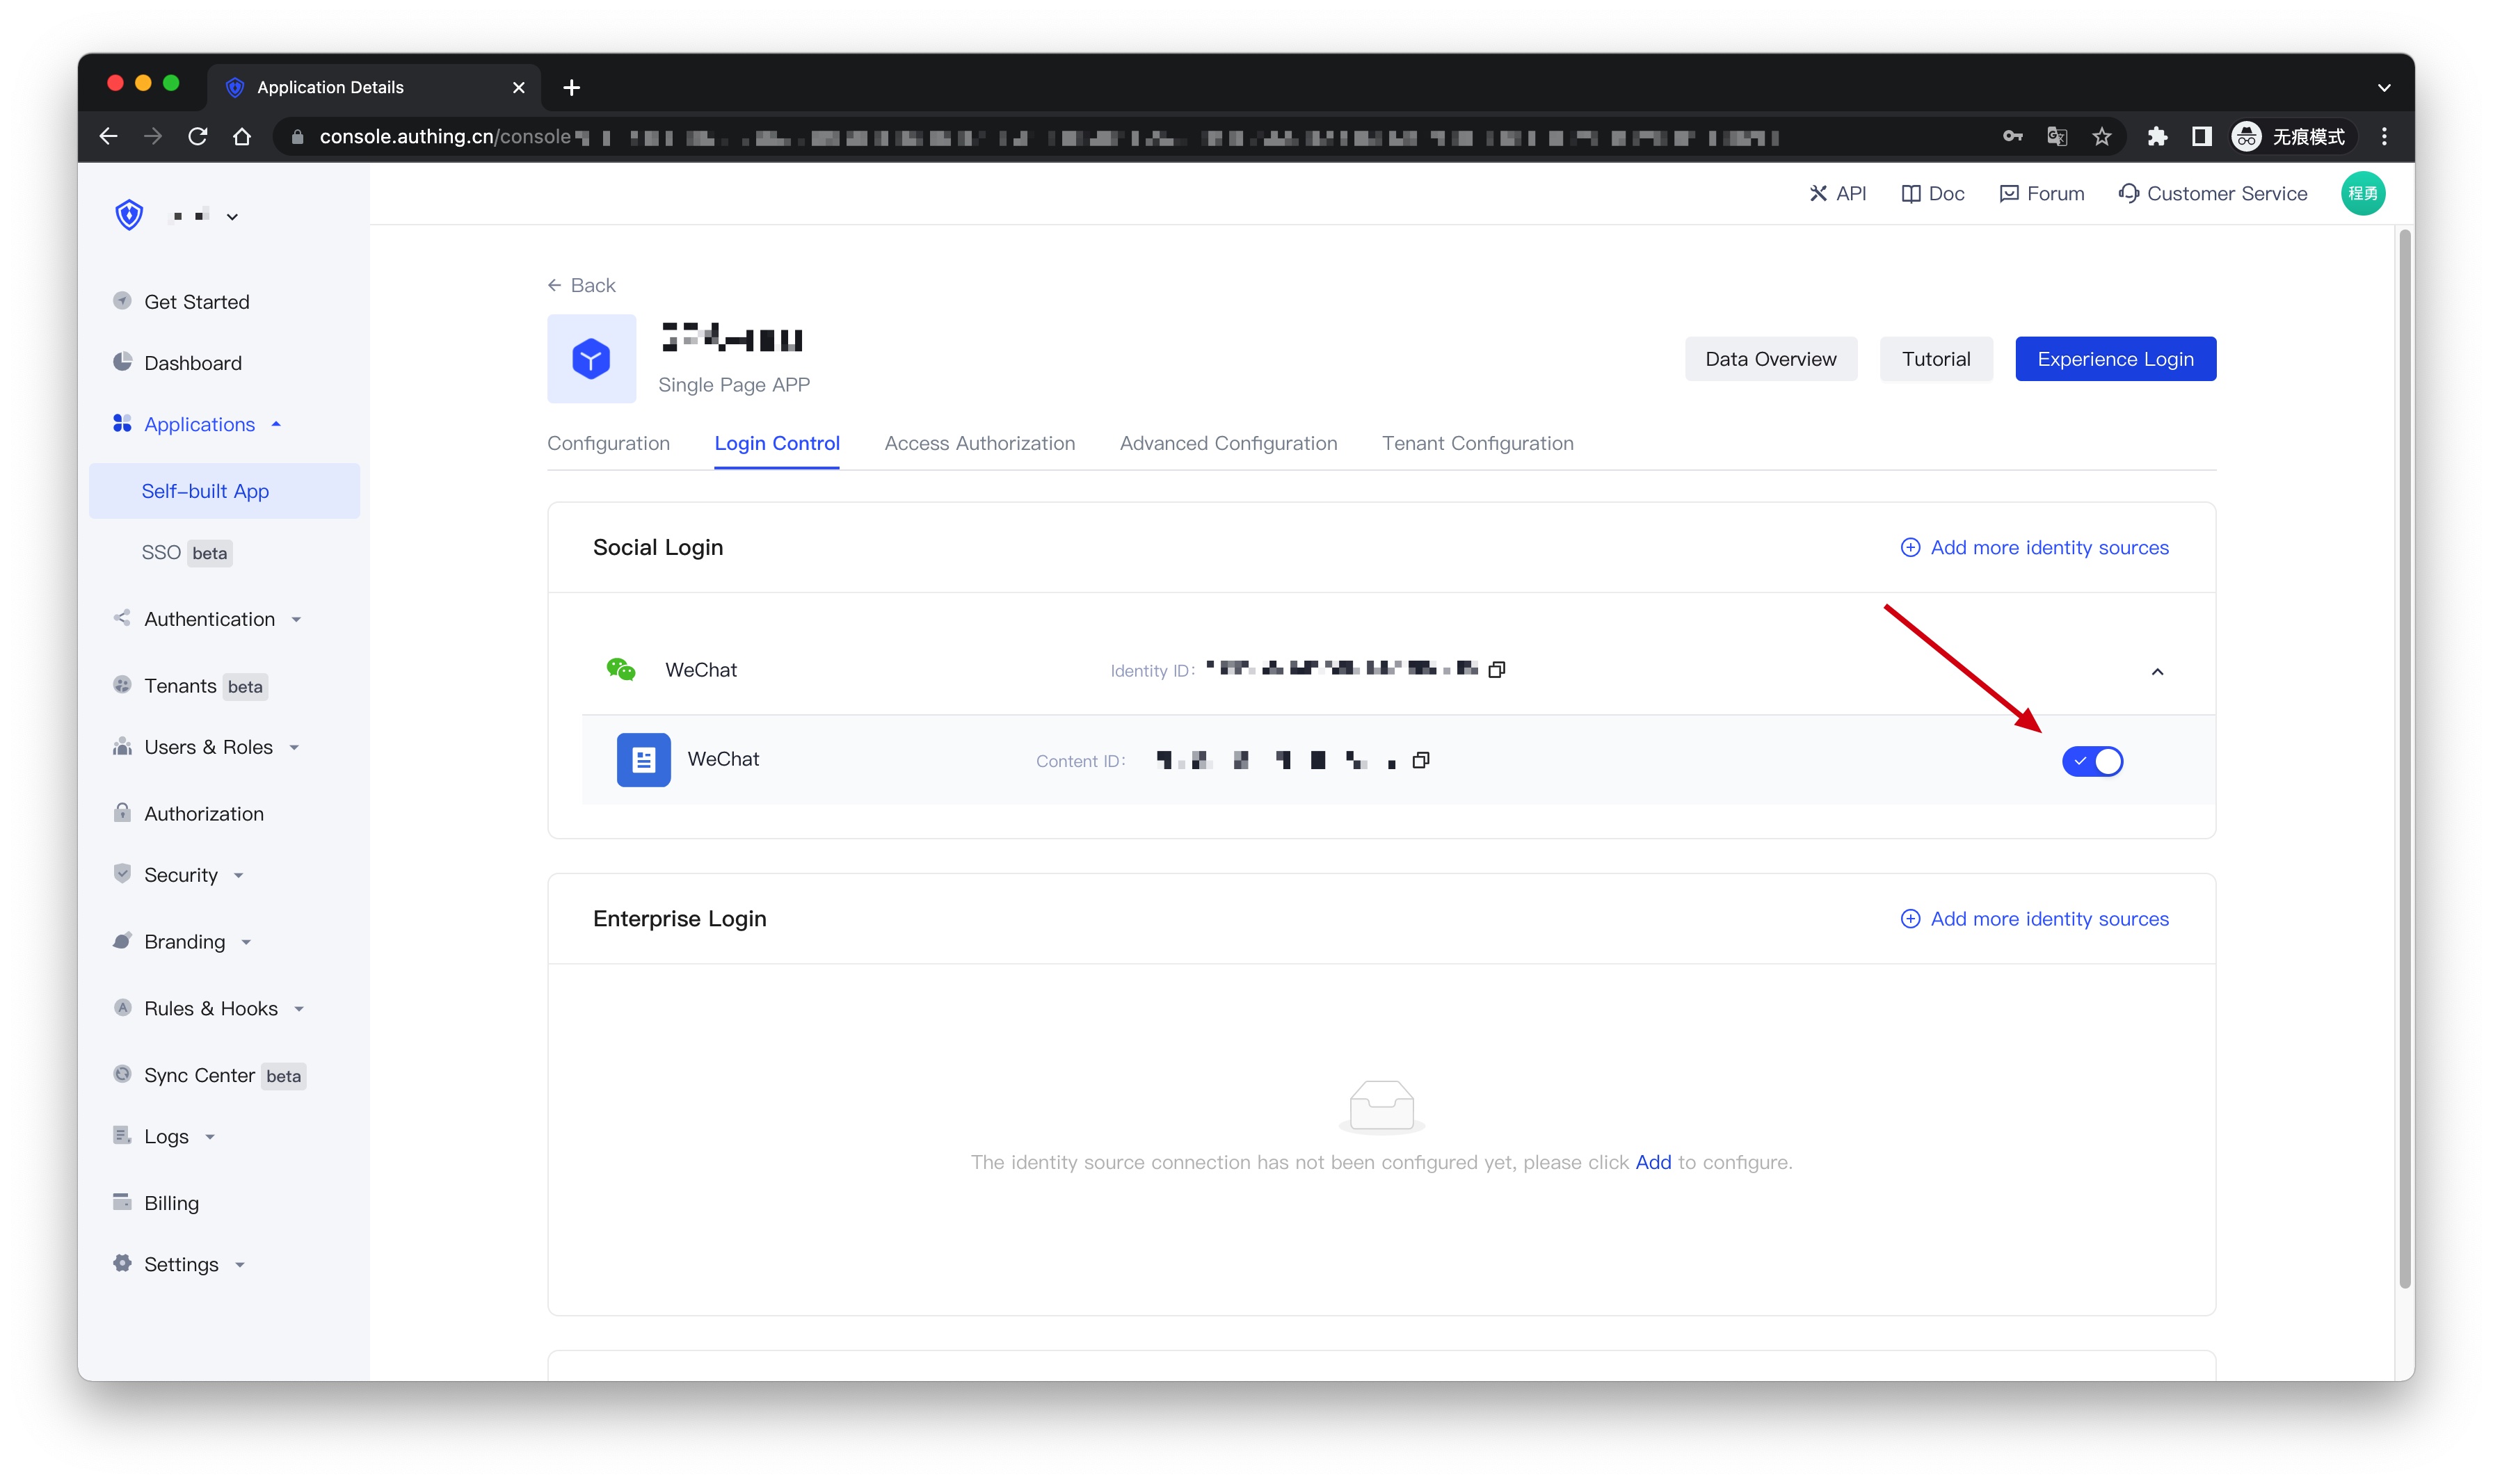 Application Details
console.authing.cn/console
无痕模式
API
Doc
Forum
Customer Service
程勇
Get Started
Dashboard
Applications
Self-built App
SSO beta
Authentication
Tenants beta
Users & Roles
Authorization
Security
Branding
Rules & Hooks
Sync Center beta
Logs
Billing
Settings
Back
Single Page APP
Data Overview
Tutorial
Experience Login
Configuration
Login Control
Access Authorization
Advanced Configuration
Tenant Configuration
Social Login
Add more identity sources
WeChat
Identity ID:
WeChat
Content ID:
Enterprise Login
Add more identity sources
The identity source connection has not been configured yet, please click Add to configure.